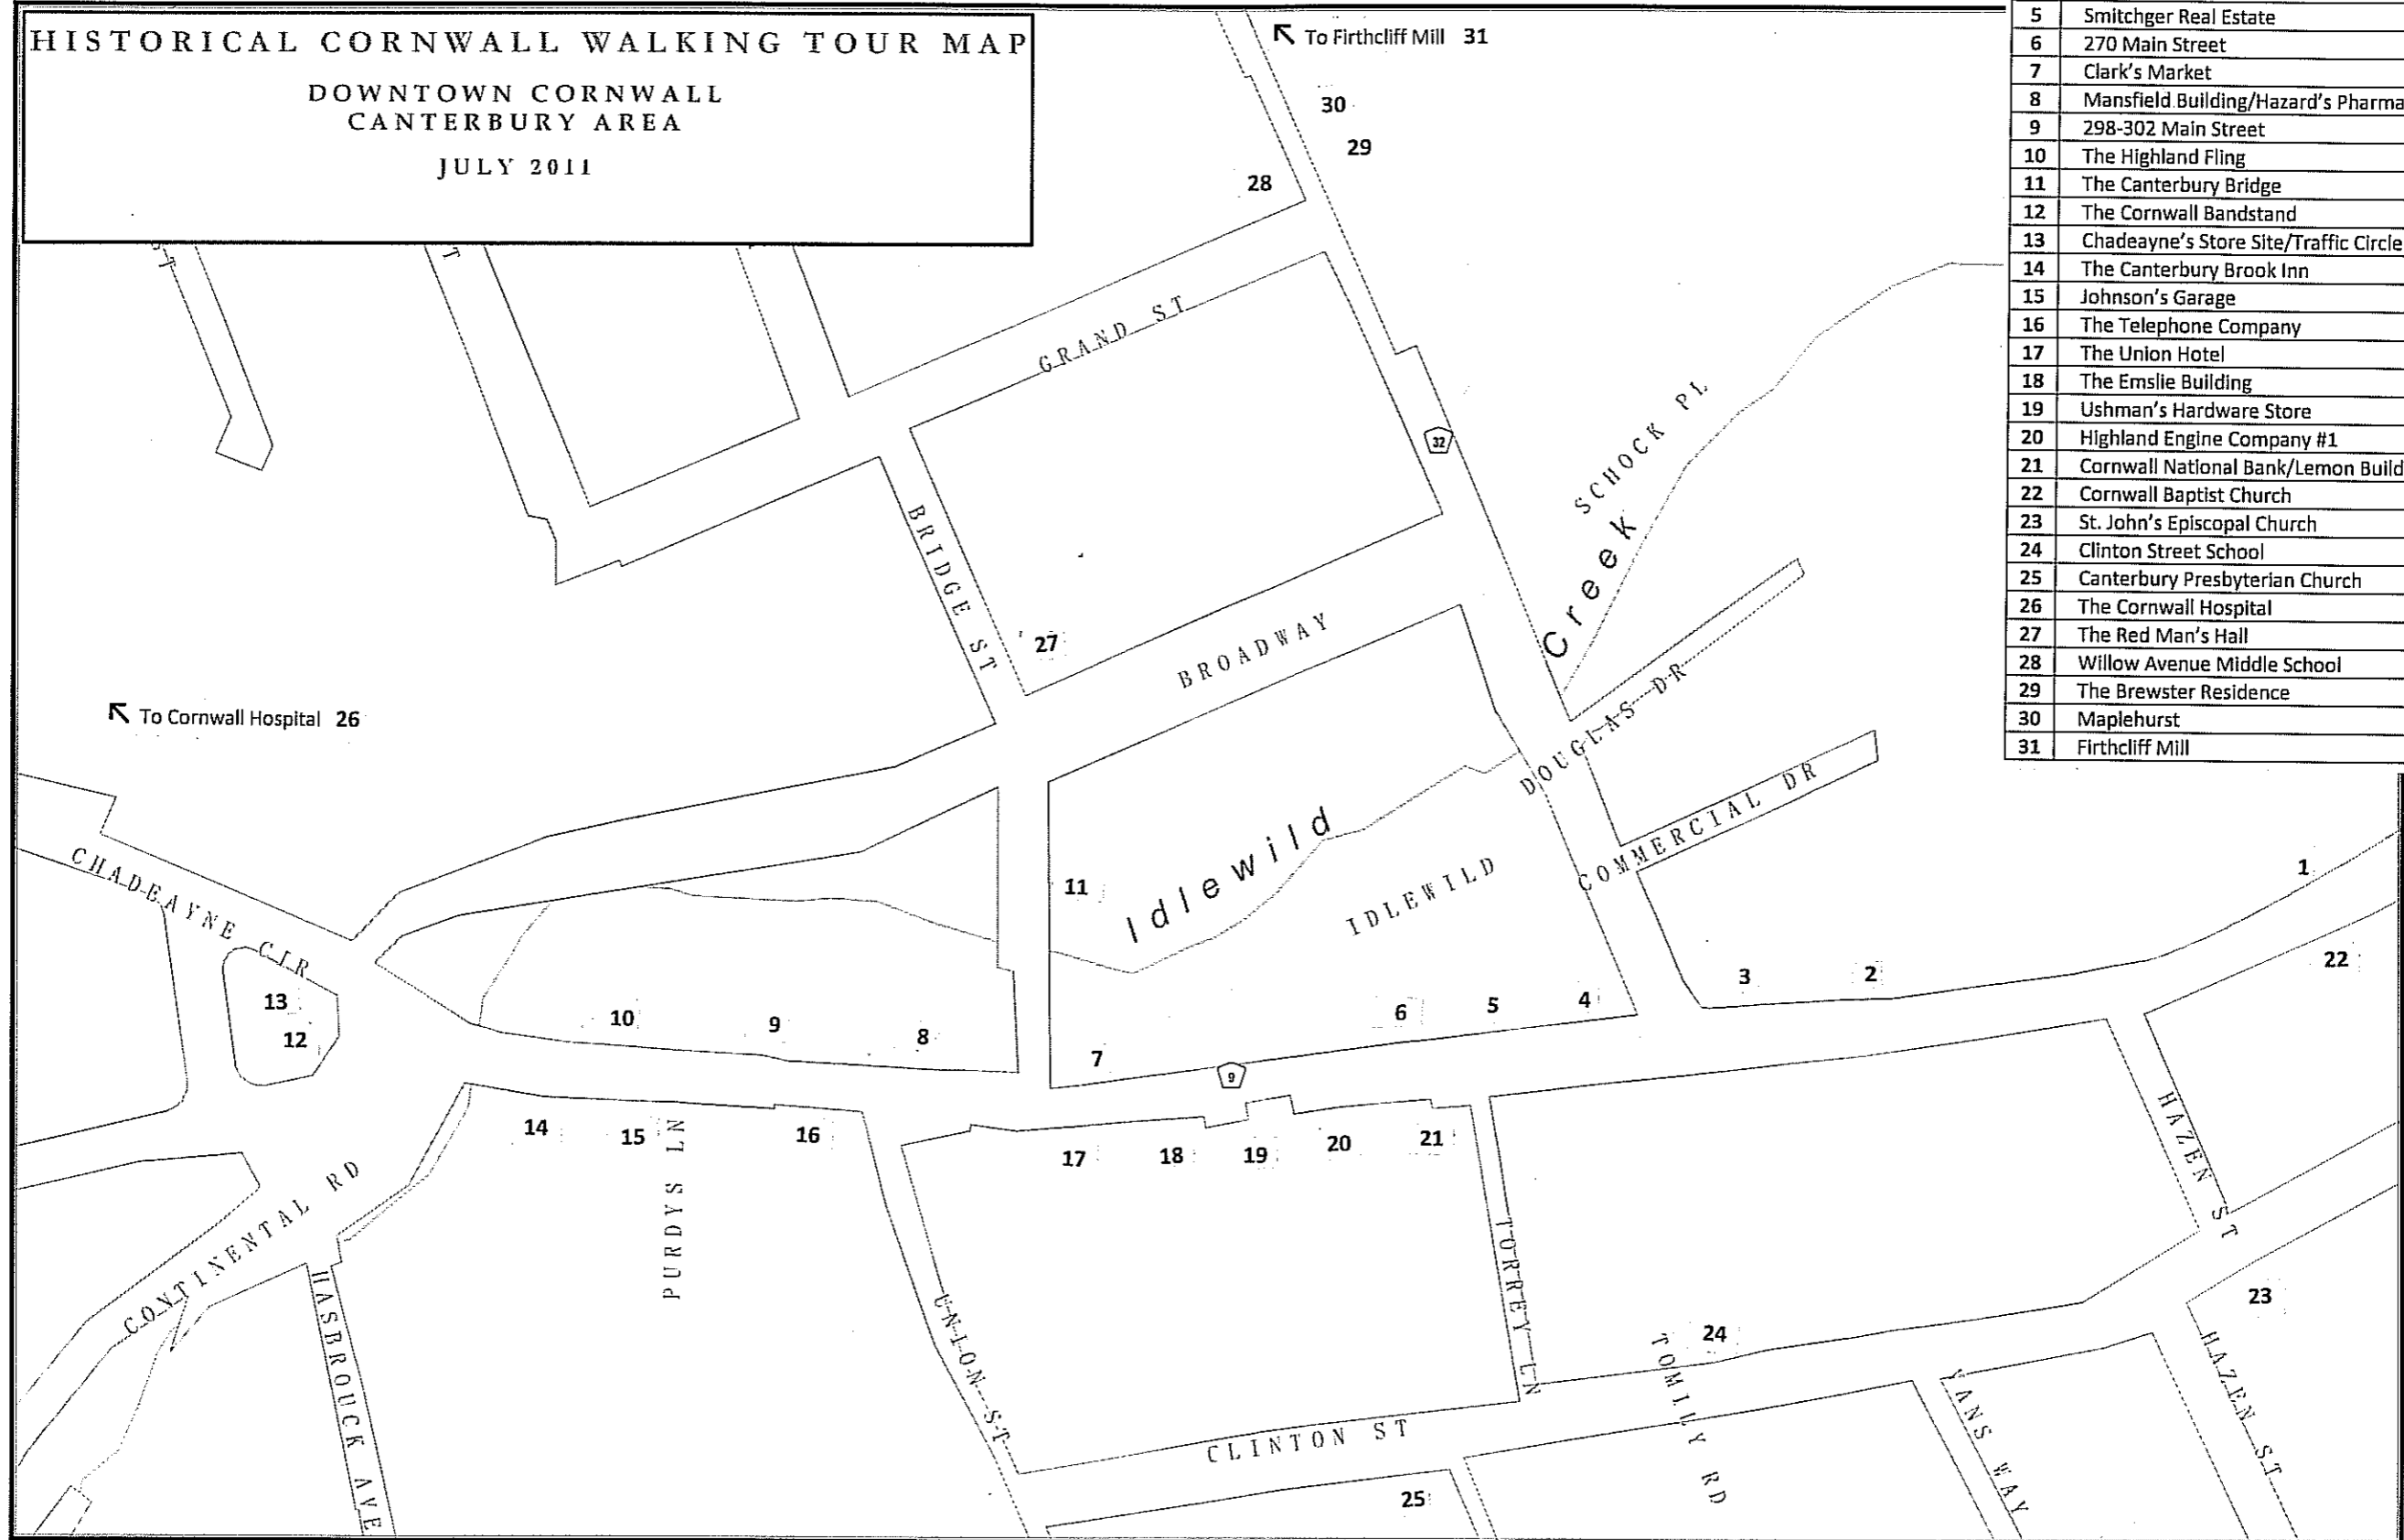 HISTORICAL CORNWALL WALKING TOUR MAP
DOWNTOWN CORNWALL
CANTERBURY AREA
JULY 2011
To Firthcliff Mill 31
5 Smitchger Real Estate
6 270 Main Street
7 Clark's Market
8 Mansfield Building/Hazard's Pharma
9 298-302 Main Street
10 The Highland Fling
11 The Canterbury Bridge
12 The Cornwall Bandstand
13 Chadeayne's Store Site/Traffic Circle
14 The Canterbury Brook Inn
15 Johnson's Garage
16 The Telephone Company
17 The Union Hotel
18 The Emslie Building
19 Ushman's Hardware Store
20 Highland Engine Company #1
21 Cornwall National Bank/Lemon Build
22 Cornwall Baptist Church
23 St. John's Episcopal Church
24 Clinton Street School
25 Canterbury Presbyterian Church
26 The Cornwall Hospital
27 The Red Man's Hall
28 Willow Avenue Middle School
29 The Brewster Residence
30 Maplehurst
31 Firthcliff Mill
30
29
28
ST
T
GRAND ST
32
SCHOCK PL
Creek
BRIDGE ST
27
BROADWAY
DOUGLAS DR
To Cornwall Hospital 26
COMMERCIAL DR
CHADEAYNE CIR
11
Idlewild
IDLEWILD
1
22
13
12
10
9
8
7
6
5
4
3
2
9
14
15
16
17
18
19
20
21
PURDYS LN
HAZEN ST
CONTINENTAL RD
HASBROUCK AVE
UNION ST
TORREY LN
23
24
TOMILY RD
HAZEN ST
CLINTON ST
VANS WAY
25